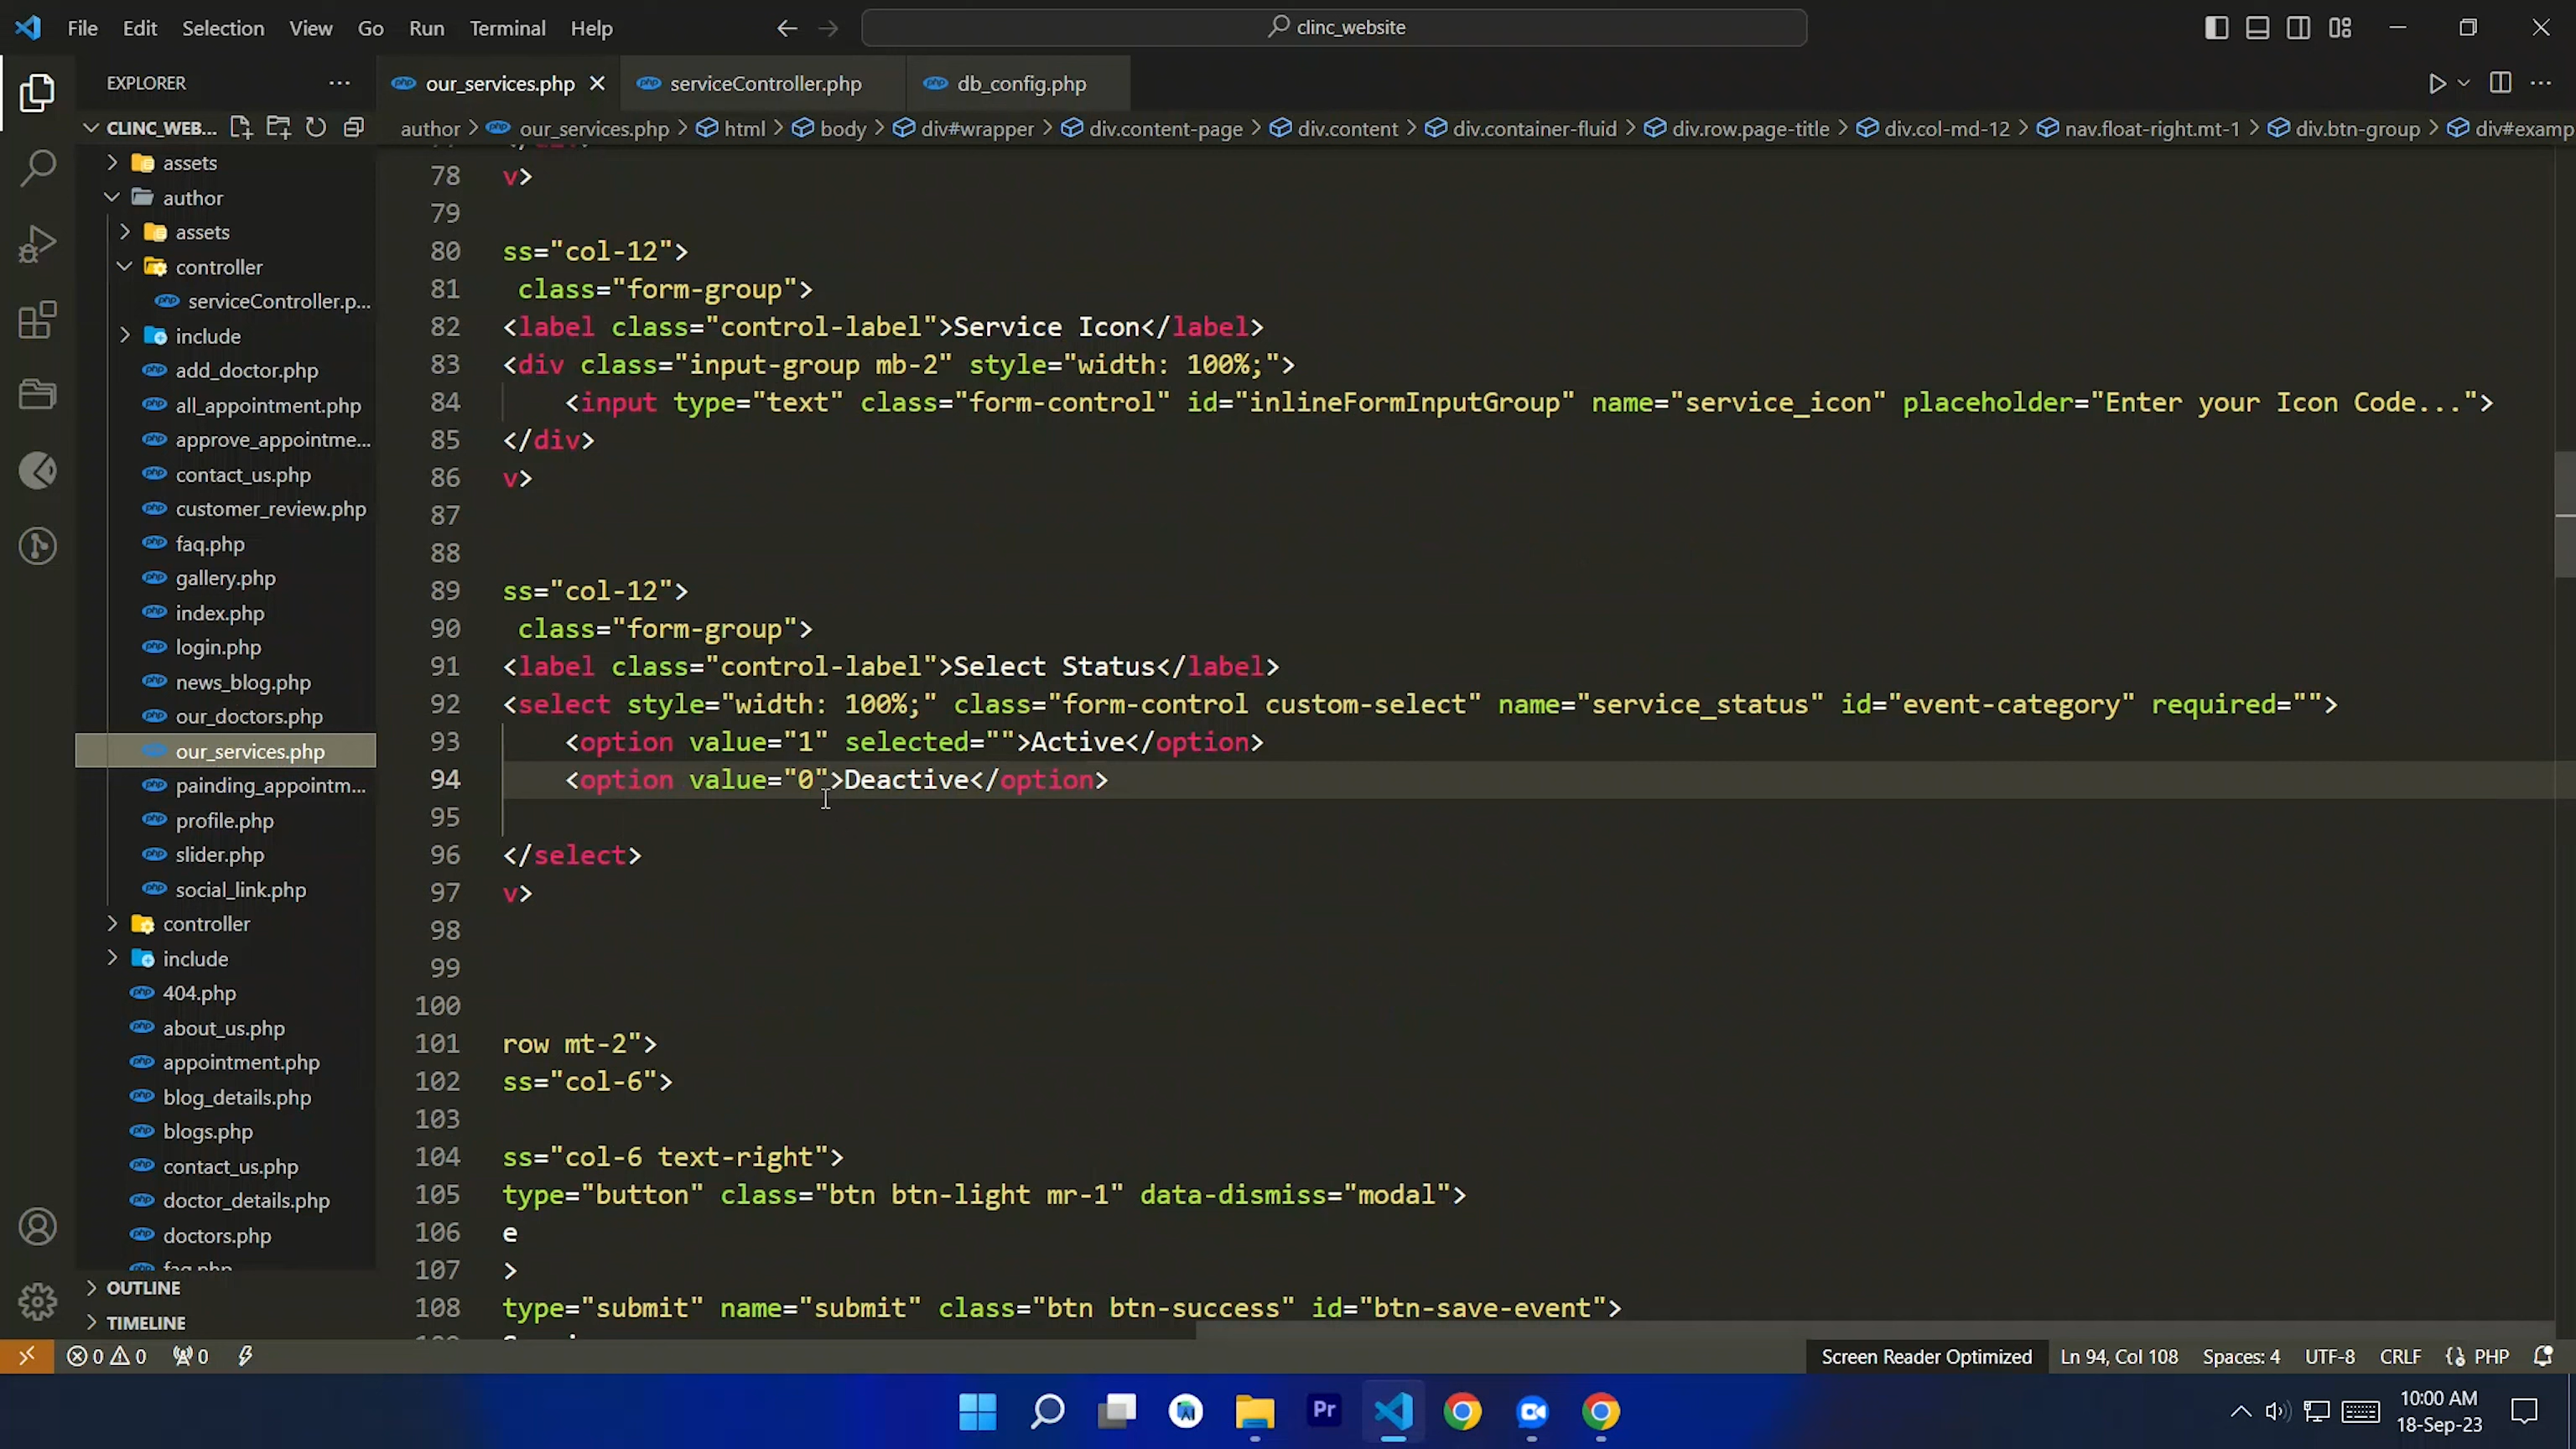 File Edit Selection View Go Run Terminal Help
clinc_website
EXPLORER
our_services.php
serviceController.php
db_config.php
CLINC_WEB...
author > our_services.php > html > body > div#wrapper > div.content-page > div.content > div.container-fluid > div.row.page-title > div.col-md-12 > nav.float-right.mt-1 > div.btn-group > div#examp
assets
author
assets
controller
serviceController.p...
include
add_doctor.php
all_appointment.php
approve_appointme...
contact_us.php
customer_review.php
faq.php
gallery.php
index.php
login.php
news_blog.php
our_doctors.php
our_services.php
painding_appointm...
profile.php
slider.php
social_link.php
controller
include
404.php
about_us.php
appointment.php
blog_details.php
blogs.php
contact_us.php
doctor_details.php
doctors.php
faq.php
OUTLINE
TIMELINE
78 v>
79
80 ss="col-12">
81 class="form-group">
82 <label class="control-label">Service Icon</label>
83 <div class="input-group mb-2" style="width: 100%;">
84 <input type="text" class="form-control" id="inlineFormInputGroup" name="service_icon" placeholder="Enter your Icon Code...">
85 </div>
86 v>
87
88
89 ss="col-12">
90 class="form-group">
91 <label class="control-label">Select Status</label>
92 <select style="width: 100%;" class="form-control custom-select" name="service_status" id="event-category" required="">
93 <option value="1" selected="">Active</option>
94 <option value="0">Deactive</option>
95
96 </select>
97 v>
98
99
100
101 row mt-2">
102 ss="col-6">
103
104 ss="col-6 text-right">
105 type="button" class="btn btn-light mr-1" data-dismiss="modal">
106 e
107 >
108 type="submit" name="submit" class="btn btn-success" id="btn-save-event">
0 0 0
Screen Reader Optimized Ln 94, Col 108 Spaces: 4 UTF-8 CRLF PHP
Pr
10:00 AM
18-Sep-23